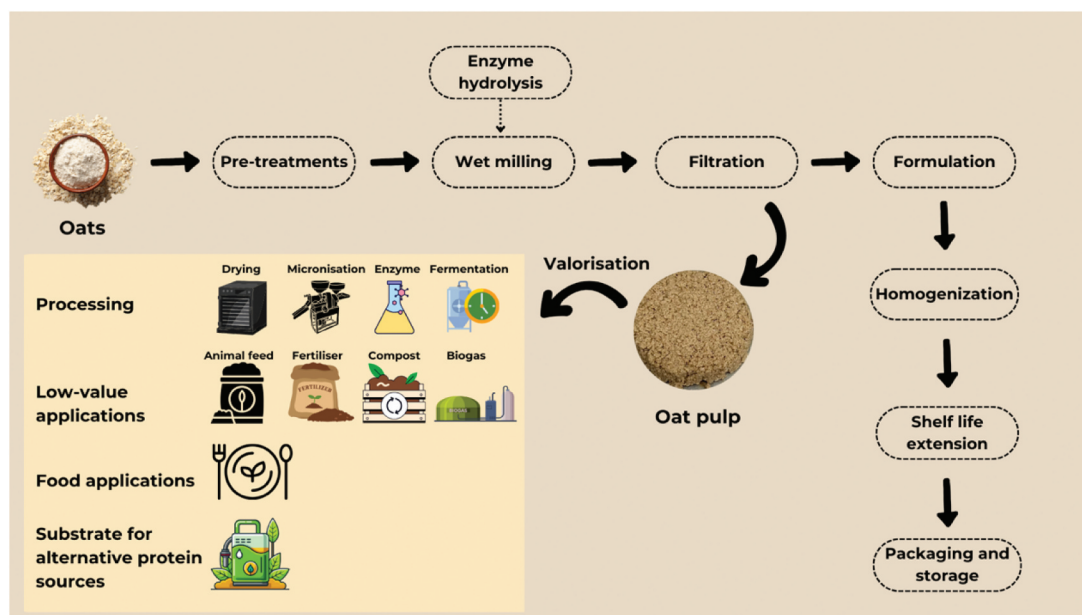 Enzyme
hydrolysis
Pre-treatments
Wet milling
Filtration
Formulation
Oats
Homogenization
Shelf life
extension
Packaging and
storage
Valorisation
Oat pulp
Processing
Drying
Micronisation
Enzyme
Fermentation
Low-value
applications
Animal feed
Fertiliser
FERTILIZER
Compost
Biogas
BIOGAS
Food applications
Substrate for
alternative protein
sources